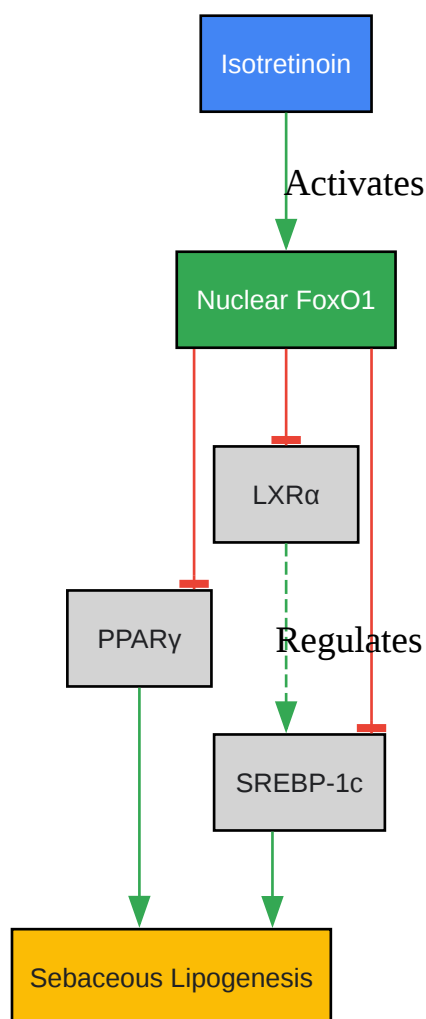 Isotretinoin
Activates
Nuclear FoxO1
LXRα
PPARγ
Regulates
SREBP-1c
Sebaceous Lipogenesis